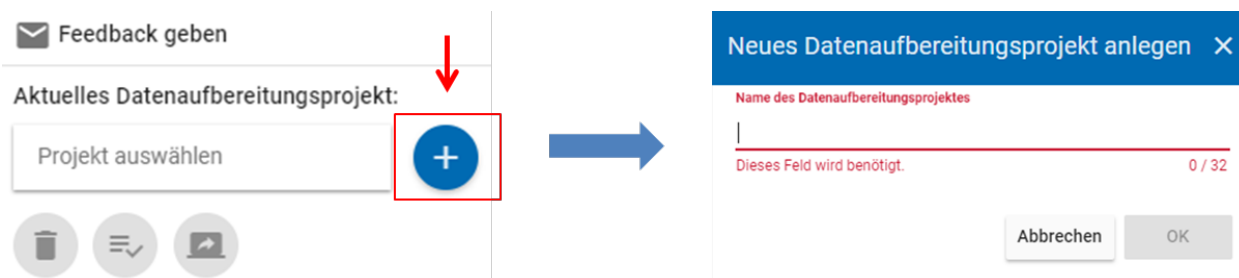 Feedback geben
Aktuelles Datenaufbereitungsprojekt:
Projekt auswählen
Neues Datenaufbereitungsprojekt anlegen
Name des Datenaufbereitungsprojektes
Dieses Feld wird benötigt. 0 / 32
Abbrechen OK